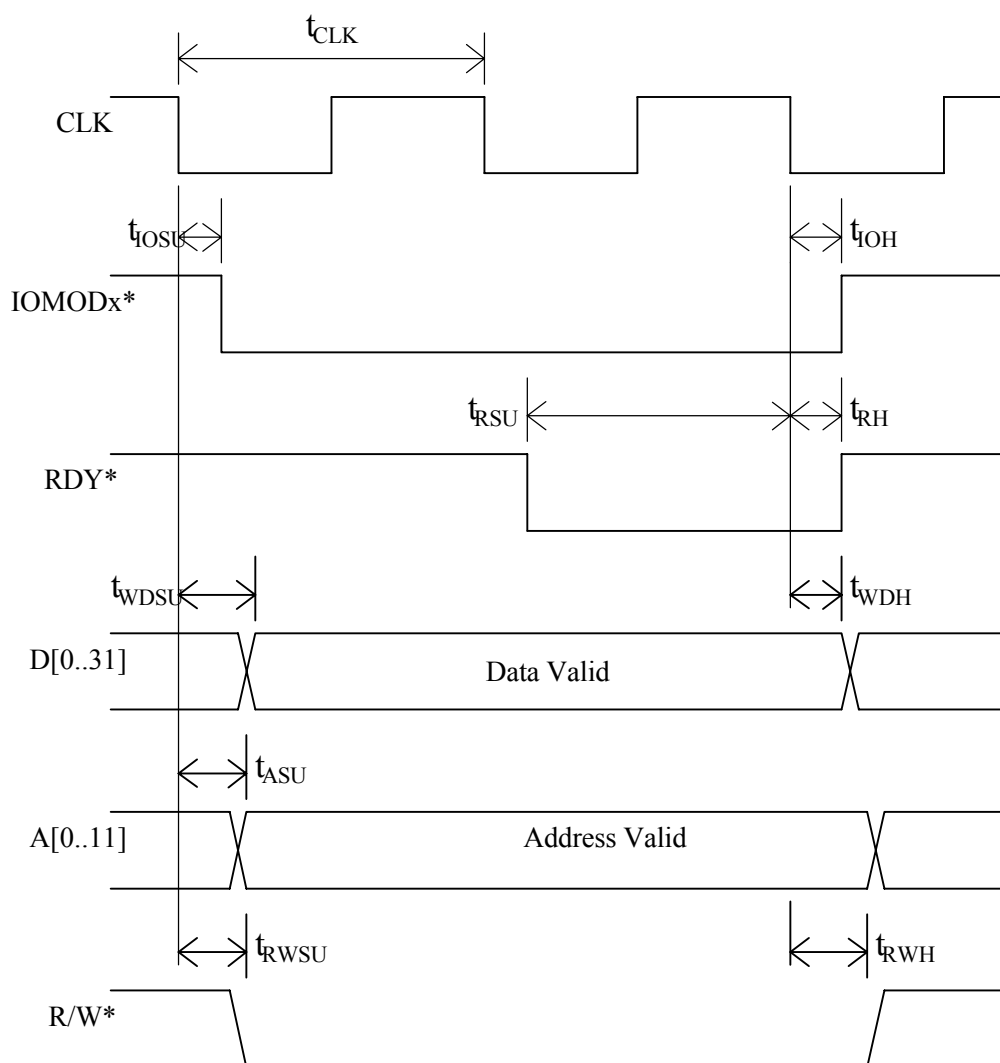 tCLK
CLK
tIOSU
tIOH
IOMODx*
tRSU
tRH
RDY*
tWDSU
tWDH
D[0..31]
Data Valid
tASU
A[0..11]
Address Valid
tRWSU
tRWH
R/W*